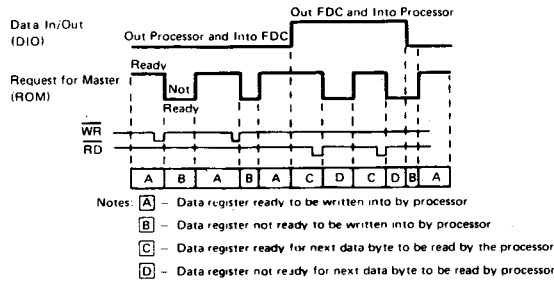 Out FDC and Into Processor
Data In/Out
(DIO)
Out Processor and Into FDC
Ready
Request for Master
(ROM)
Not
Ready
WR
RD
A B A B A C D C D B A
Notes: A – Data register ready to be written into by processor
B – Data register not ready to be written into by processor
C – Data register ready for next data byte to be read by the processor
D – Data register not ready for next data byte to be read by processor